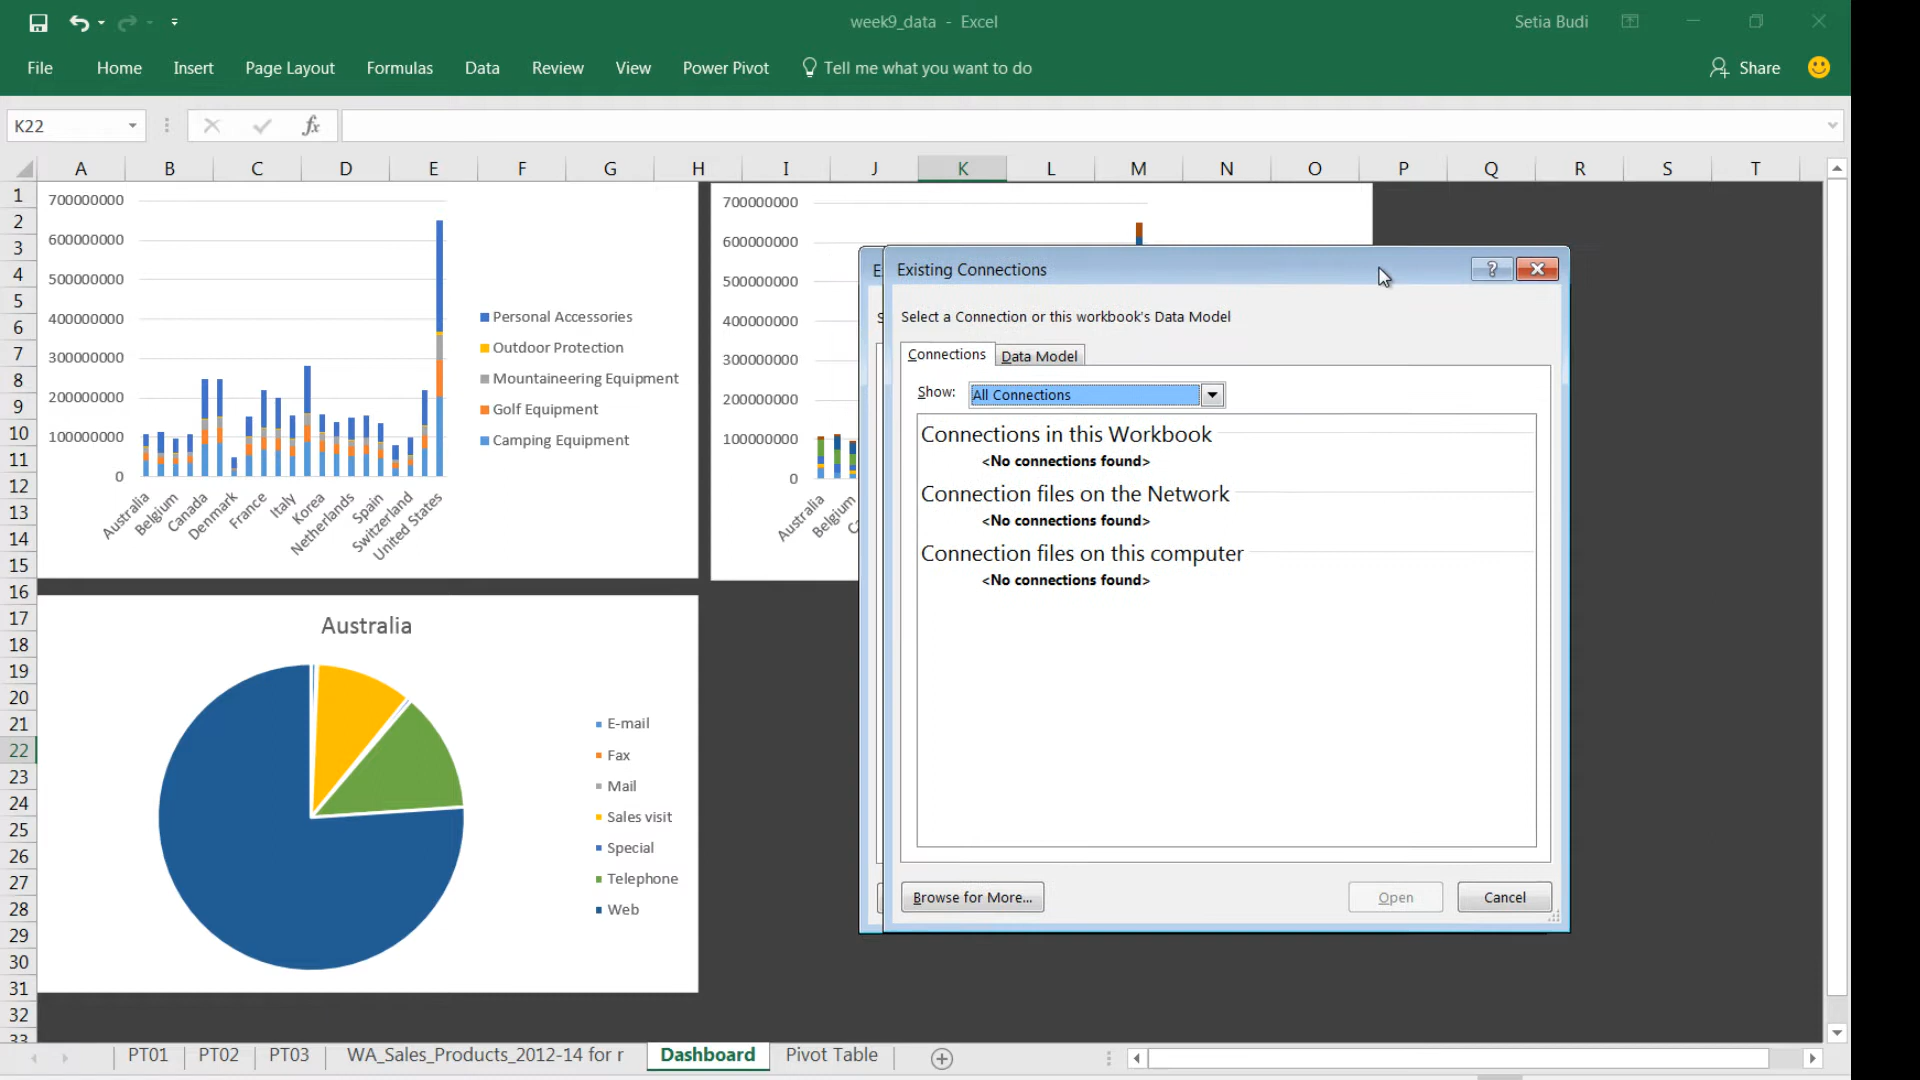 week9_data - Excel
Setia Budi
File Home Insert Page Layout Formulas Data Review View Power Pivot Tell me what you want to do Share
K22 fx
A B C D E F G H I J K L M N O P Q R S T
1
2
3
4
5
6
7
8
9
10
11
12
13
14
15
16
17
18
19
20
21
22
23
24
25
26
27
28
29
30
31
32
33
700000000
600000000
500000000
400000000
300000000
200000000
100000000
0
Australia
Belgium
Canada
Denmark
France
Italy
Korea
Netherlands
Spain
Switzerland
United States
Personal Accessories
Outdoor Protection
Mountaineering Equipment
Golf Equipment
Camping Equipment
700000000
600000000
500000000
400000000
300000000
200000000
100000000
0
Australia
Belgium
Australia
E-mail
Fax
Mail
Sales visit
Special
Telephone
Web
Existing Connections
?
Select a Connection or this workbook's Data Model
Connections Data Model
Show: All Connections
Connections in this Workbook
<No connections found>
Connection files on the Network
<No connections found>
Connection files on this computer
<No connections found>
Browse for More... Open Cancel
PT01 PT02 PT03 WA_Sales_Products_2012-14 for r Dashboard Pivot Table